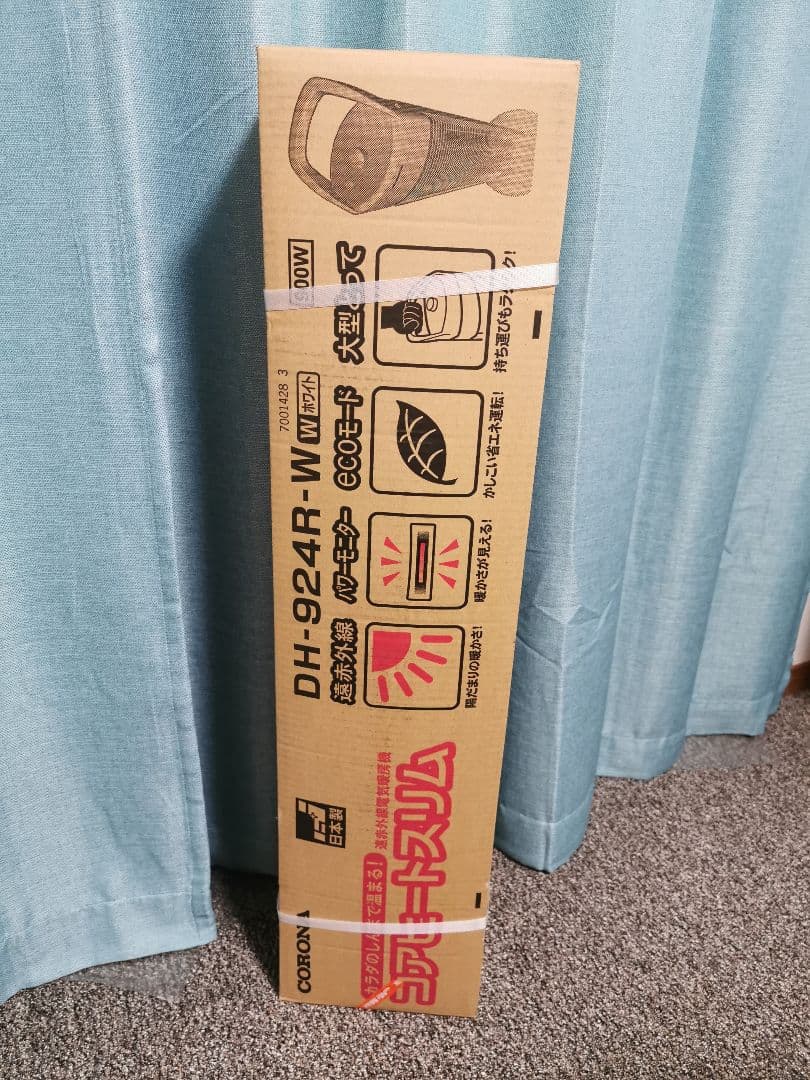 CORONA
日本製
カラダのしんまで温まる!
遠赤外線電気暖房機
コアヒートスリム
7001428 3
DH-924R-W
W ホワイト
900W
遠赤外線
陽だまりの暖かさ!
パワーモニター
暖かさが見える!
ecoモード
かしこい省エネ運転!
大型とって
持ち運びもラクラク!